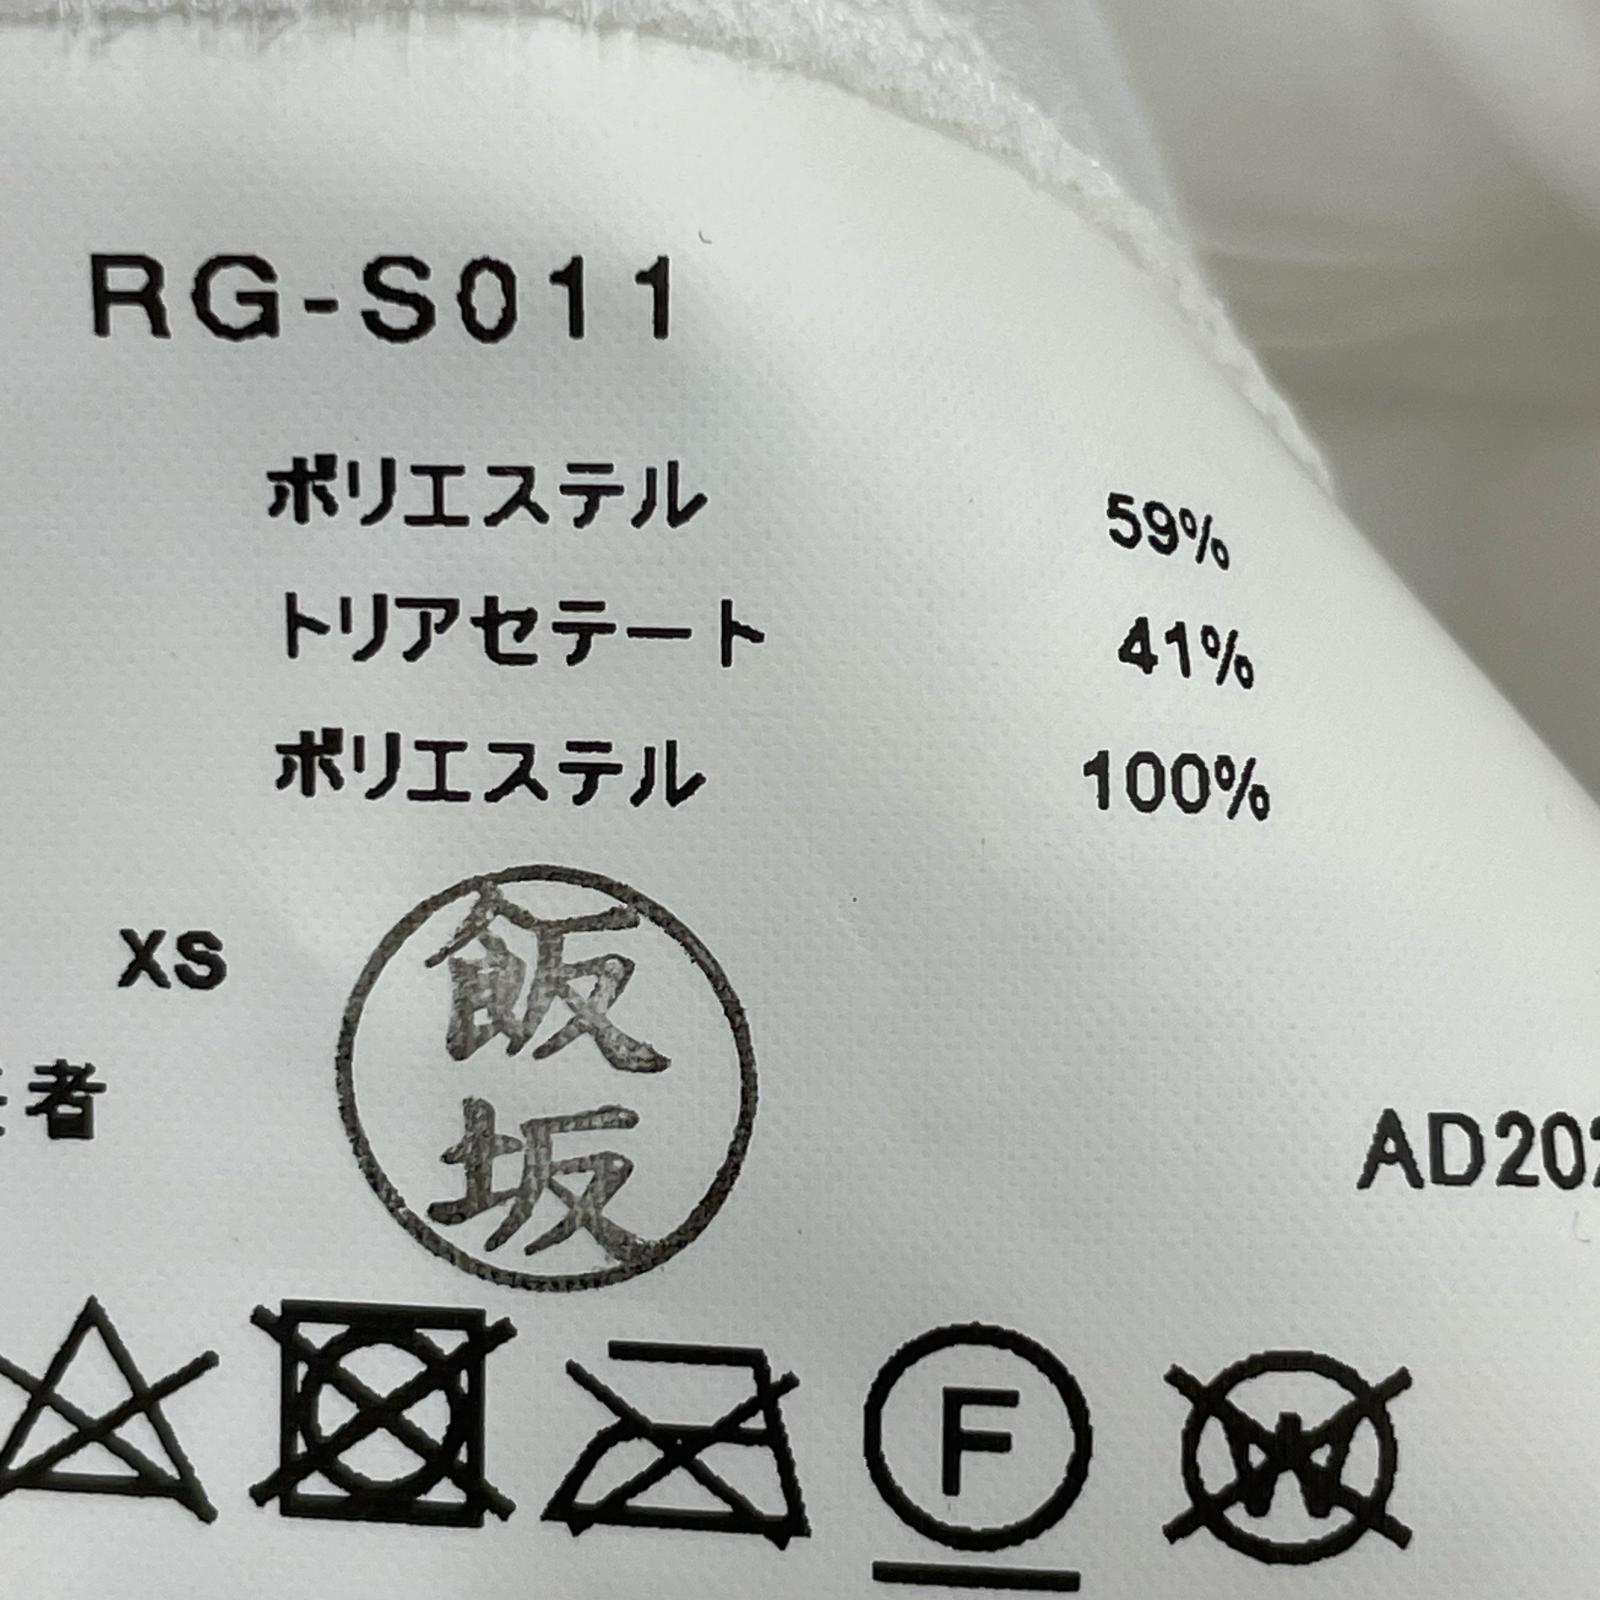 RG-S011
ポリエステル 59%
トリアセテート 41%
ポリエステル 100%
XS
飯坂
者
AD202
F
W